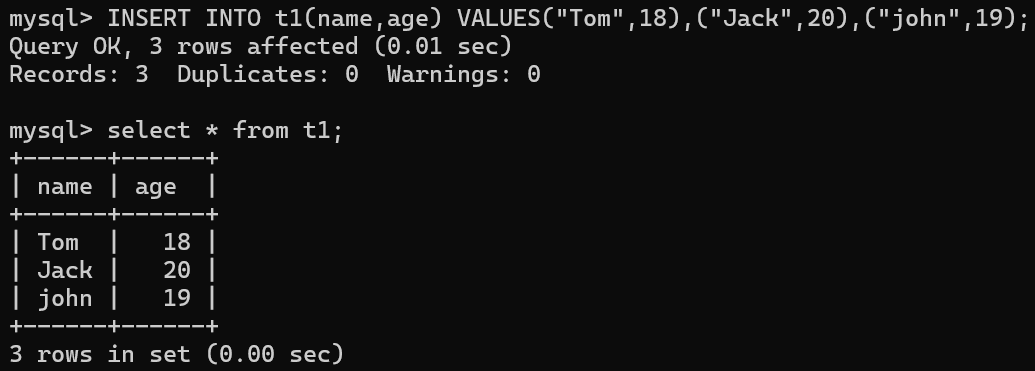 mysql> INSERT INTO t1(name,age) VALUES("Tom",18),("Jack",20),("john",19);
Query OK, 3 rows affected (0.01 sec)
Records: 3  Duplicates: 0  Warnings: 0

mysql> select * from t1;
+------+------+
| name | age  |
+------+------+
| Tom  |   18 |
| Jack |   20 |
| john |   19 |
+------+------+
3 rows in set (0.00 sec)